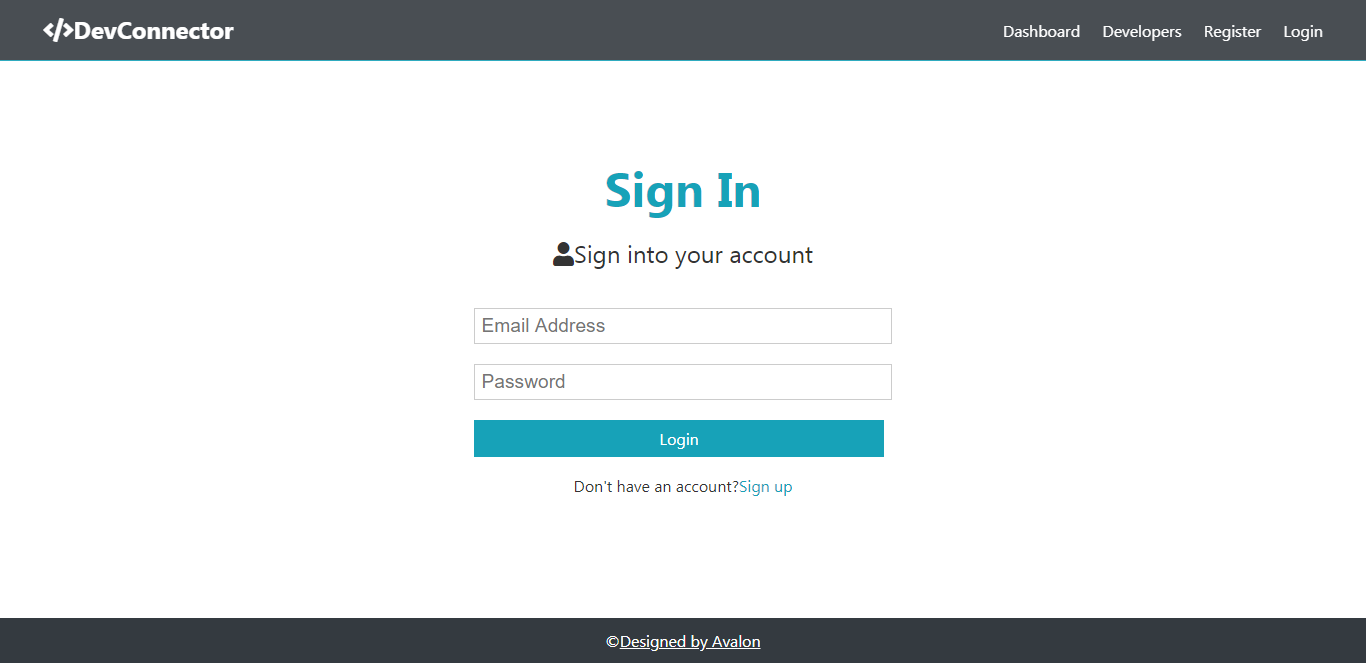 </>DevConnector Dashboard Developers Register Login
Sign In
Sign into your account
Email Address
Password
Login
Don't have an account?Sign up
©Designed by Avalon